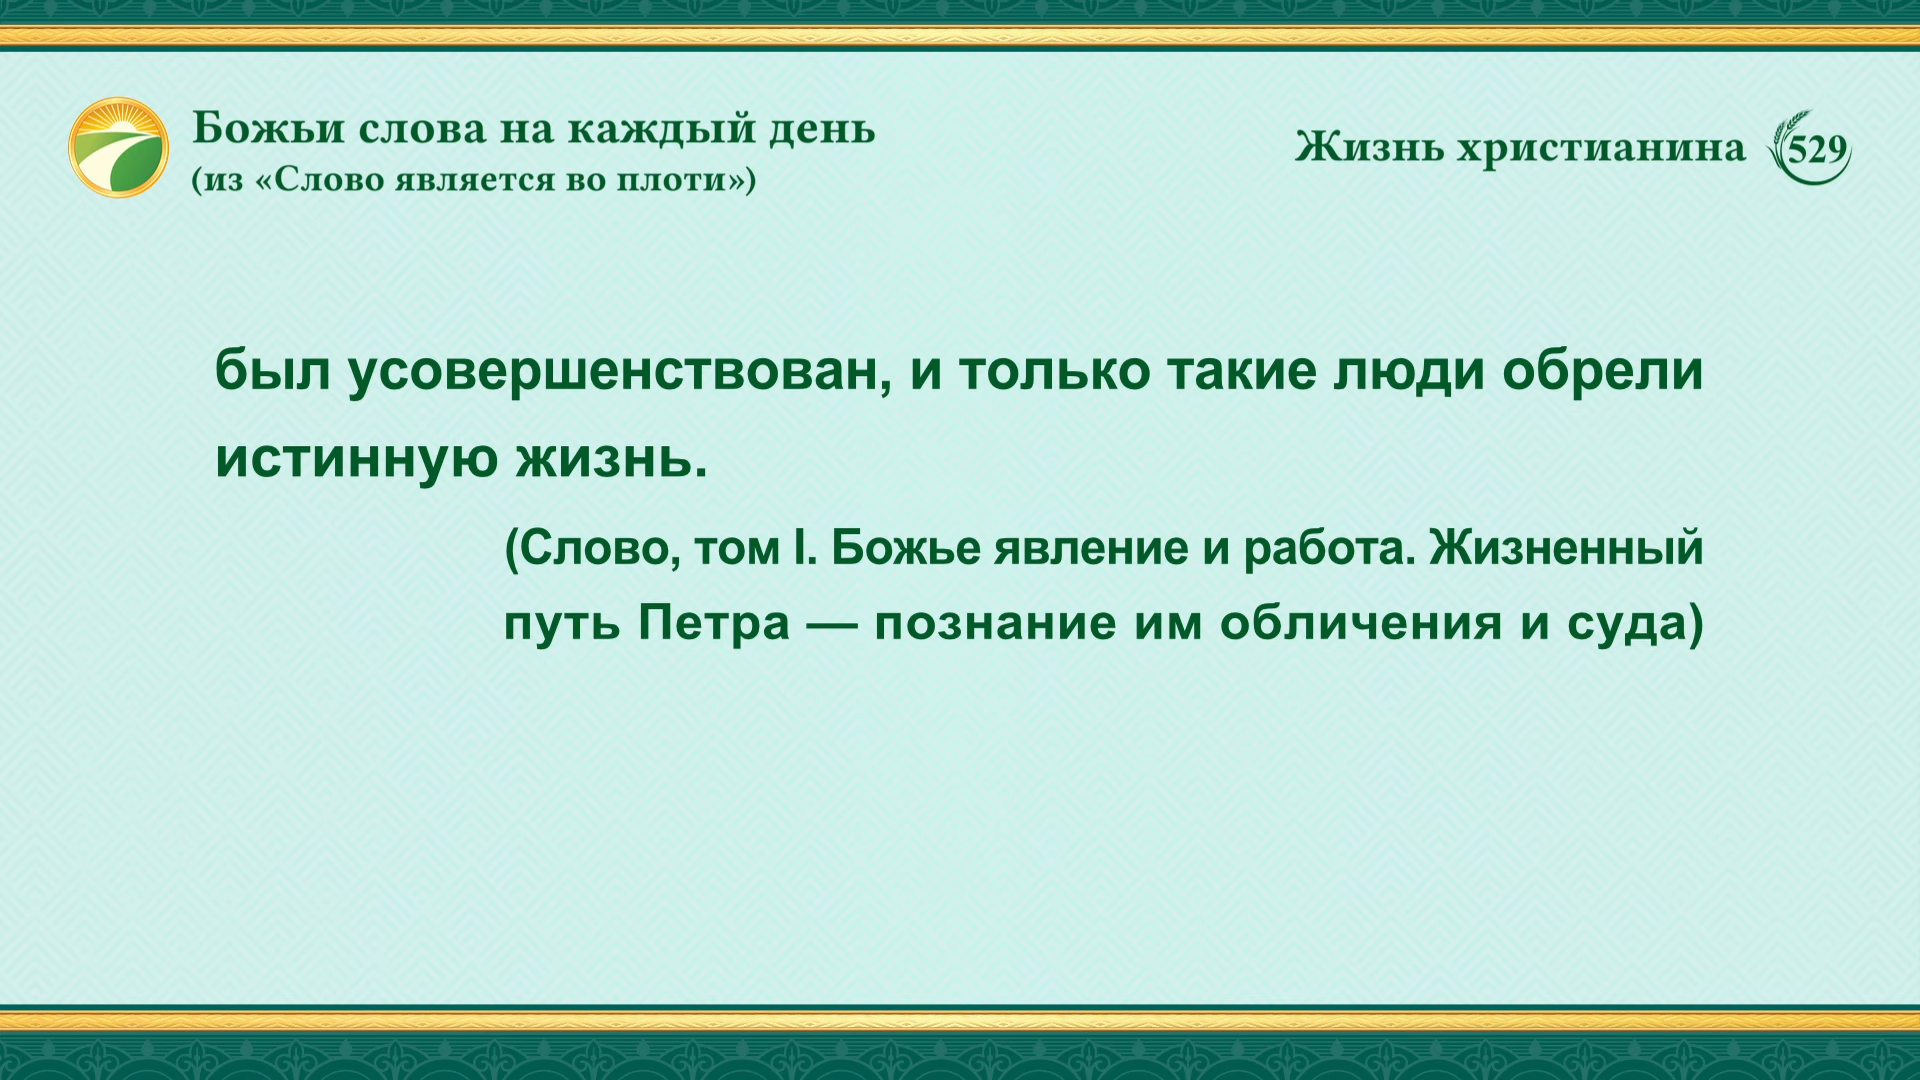 Божьи слова на каждый день
(из «Слово является во плоти»)
Жизнь христианина 529
был усовершенствован, и только такие люди обрели
истинную жизнь.
(Слово, том I. Божье явление и работа. Жизненный
путь Петра — познание им обличения и суда)